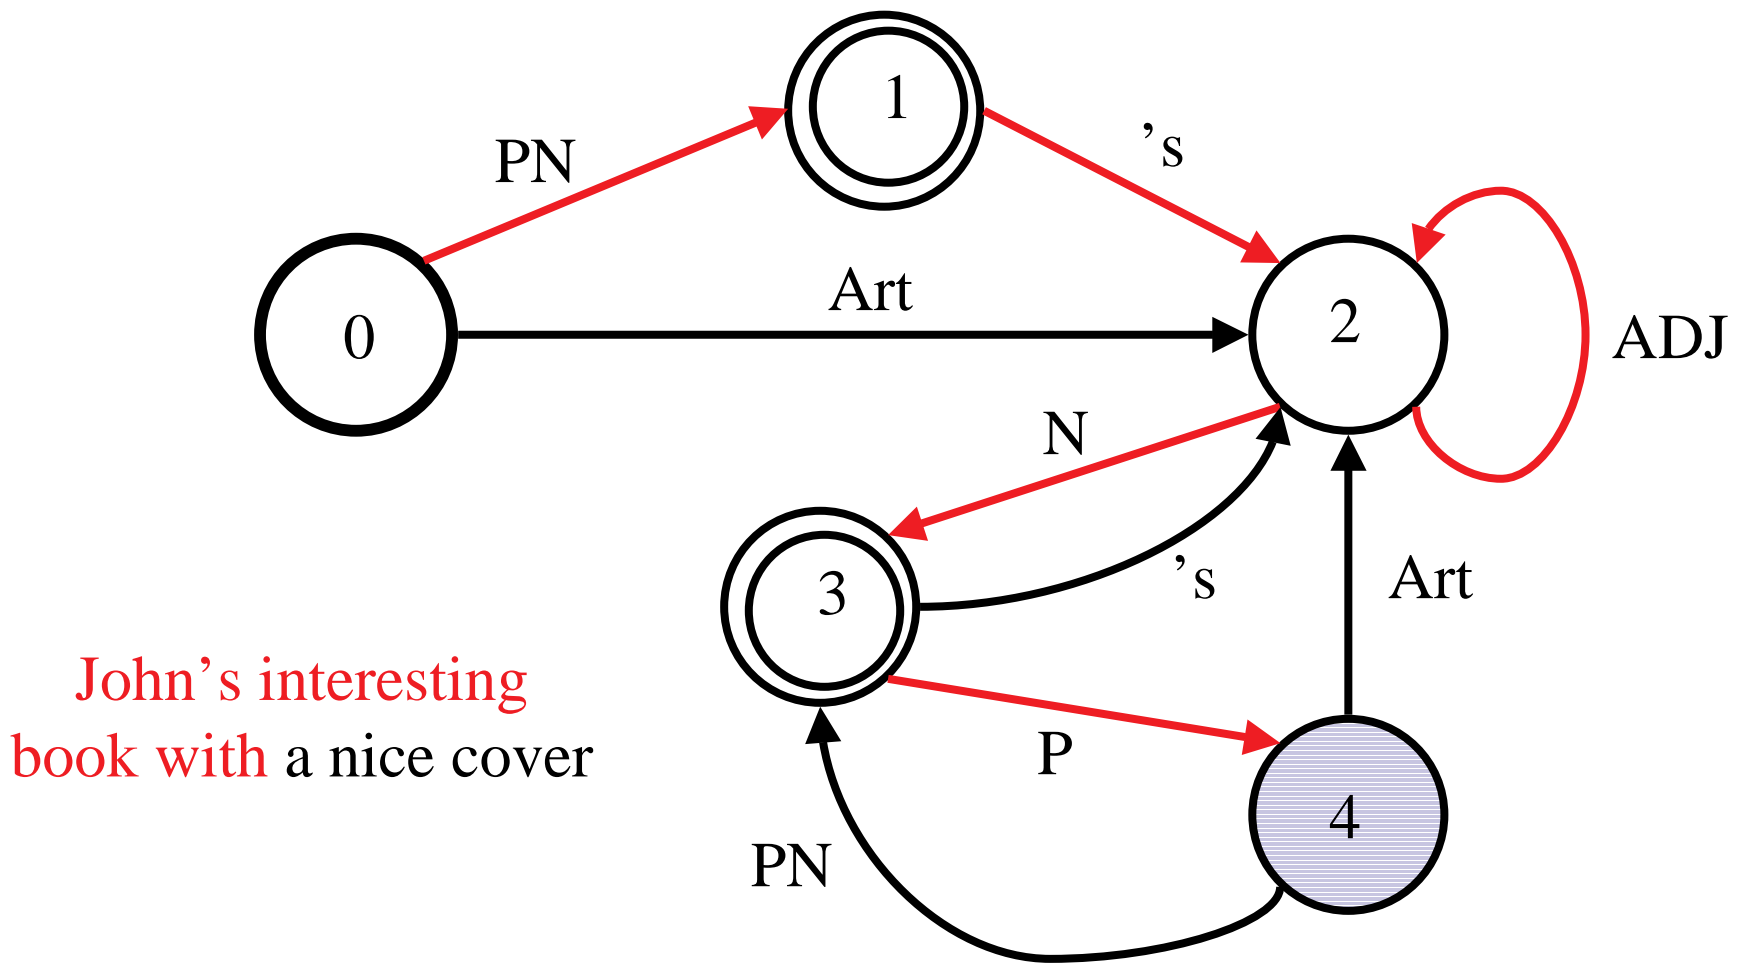 1
PN
’s
Art
0
2
ADJ
N
3
’s
Art
John’s interesting
book with a nice cover
P
4
PN